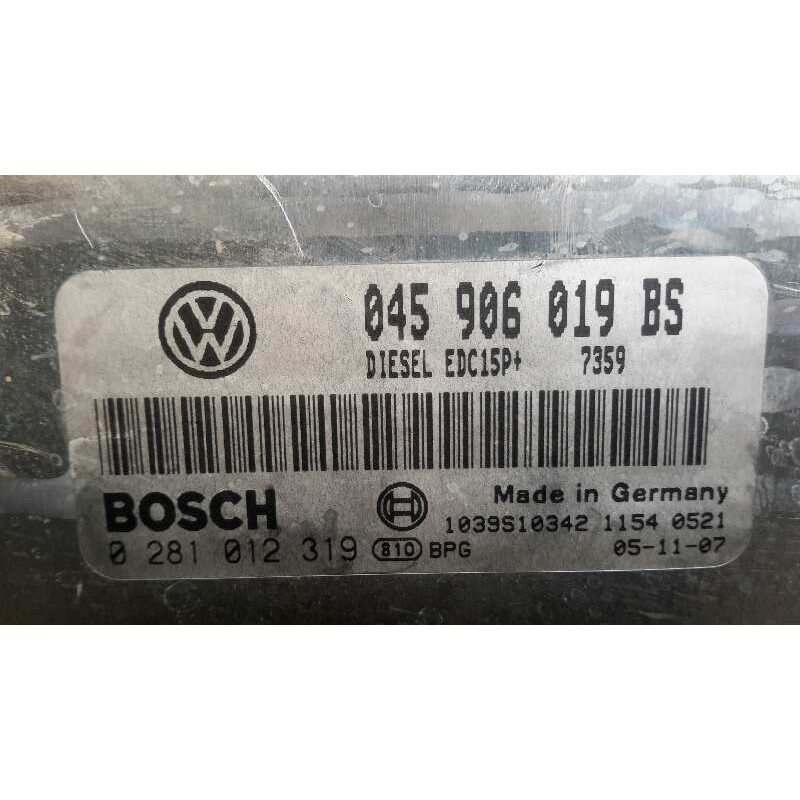 045 906 019 BS
DIESEL EDC15P+ 7359
BOSCH
Made in Germany
1039S10342 1154 0521
0 281 012 319 810 BPG 05-11-07